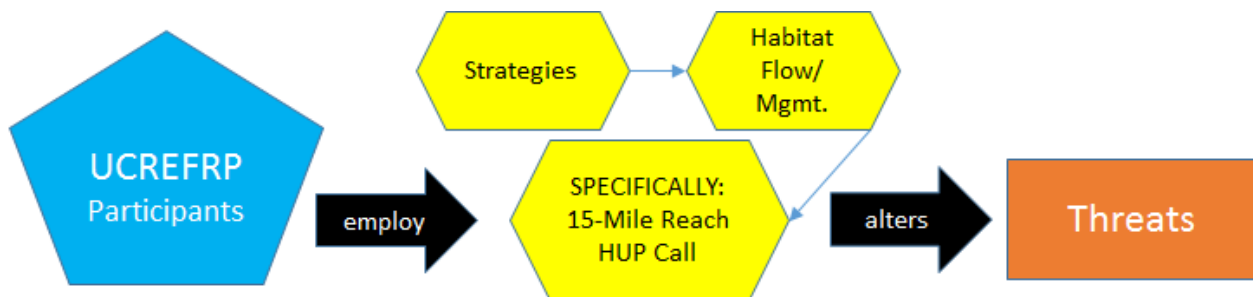 UCREFRP
Participants
employ
Strategies
Habitat
Flow/
Mgmt.
SPECIFICALLY:
15-Mile Reach
HUP Call
alters
Threats